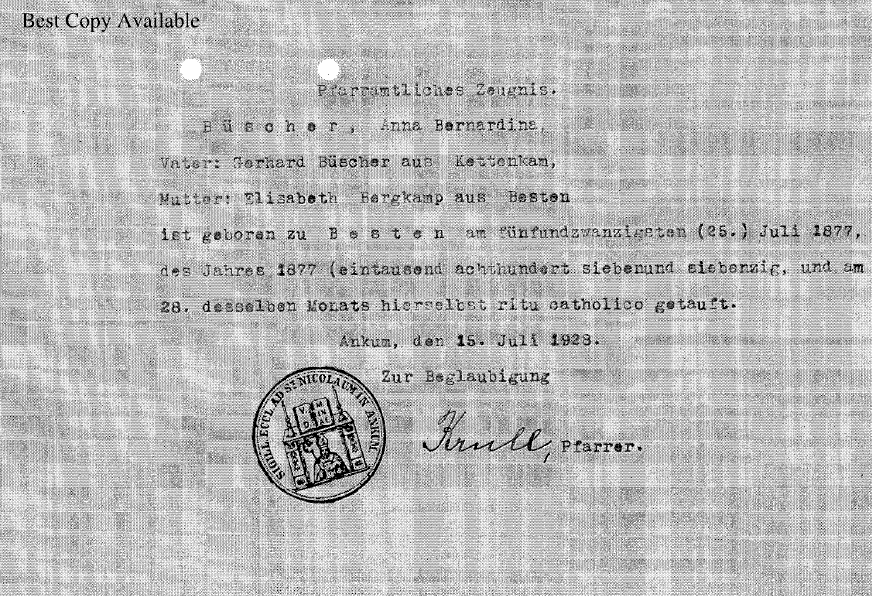 Best Copy Available
Pfarramtliches Zeugnis.
Büscher, Anna Bernardina,
Vater: Gerhard Büscher aus Kettenkam,
Mutter: Elisabeth Bergkamp aus Besten
ist geboren zu Besten am fünfundzwanzigsten (25.) Juli 1877,
des Jahres 1877 (eintausend achthundert siebenund siebenzig, und am
28. desselben Monats hierselbst ritu catholico getauft.
Ankum, den 15. Juli 1928.
Zur Beglaubigung
SIGILL. ECCL. AD St NICOLAUM IN ANKUM
Krull, Pfarrer.